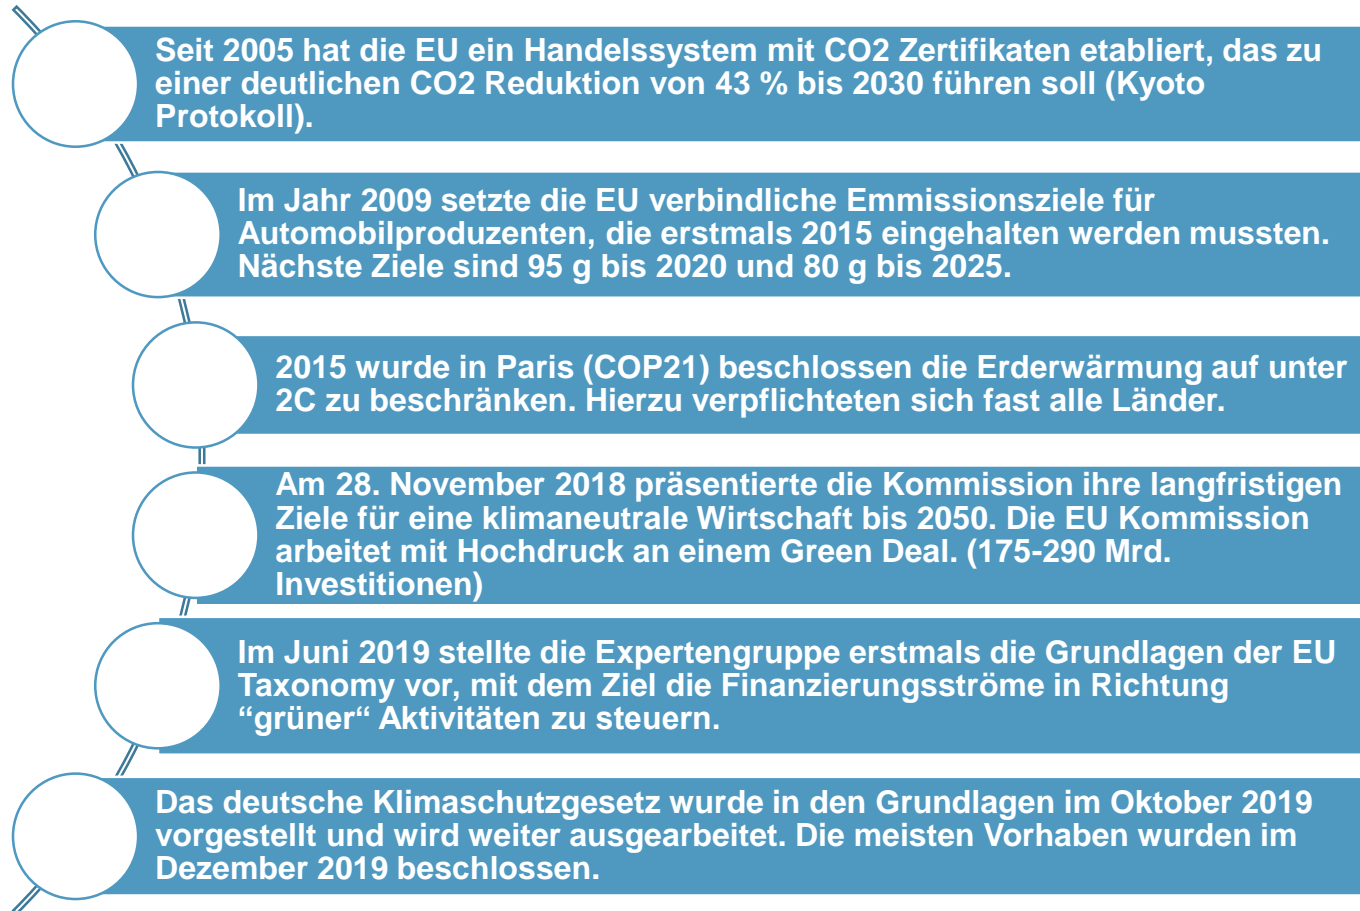 Seit 2005 hat die EU ein Handelssystem mit CO2 Zertifikaten etabliert, das zu
einer deutlichen CO2 Reduktion von 43 % bis 2030 führen soll (Kyoto
Protokoll).
Im Jahr 2009 setzte die EU verbindliche Emmissionsziele für
Automobilproduzenten, die erstmals 2015 eingehalten werden mussten.
Nächste Ziele sind 95 g bis 2020 und 80 g bis 2025.
2015 wurde in Paris (COP21) beschlossen die Erderwärmung auf unter
2C zu beschränken. Hierzu verpflichteten sich fast alle Länder.
Am 28. November 2018 präsentierte die Kommission ihre langfristigen
Ziele für eine klimaneutrale Wirtschaft bis 2050. Die EU Kommission
arbeitet mit Hochdruck an einem Green Deal. (175-290 Mrd.
Investitionen)
Im Juni 2019 stellte die Expertengruppe erstmals die Grundlagen der EU
Taxonomy vor, mit dem Ziel die Finanzierungsströme in Richtung
“grüner“ Aktivitäten zu steuern.
Das deutsche Klimaschutzgesetz wurde in den Grundlagen im Oktober 2019
vorgestellt und wird weiter ausgearbeitet. Die meisten Vorhaben wurden im
Dezember 2019 beschlossen.